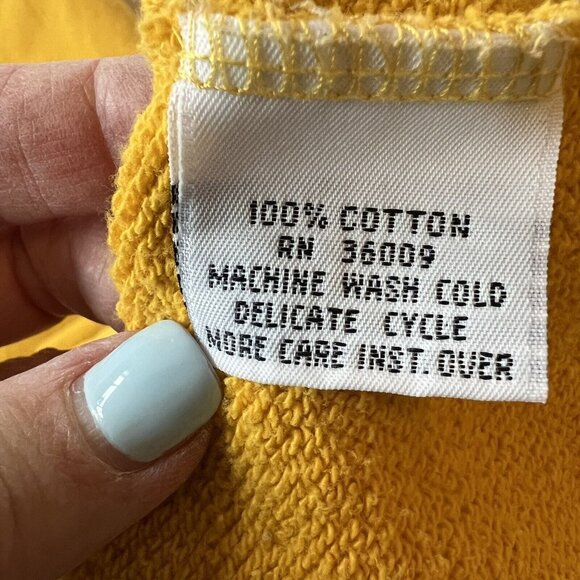 100% COTTON
RN 36009
MACHINE WASH COLD
DELICATE CYCLE
MORE CARE INST. OVER